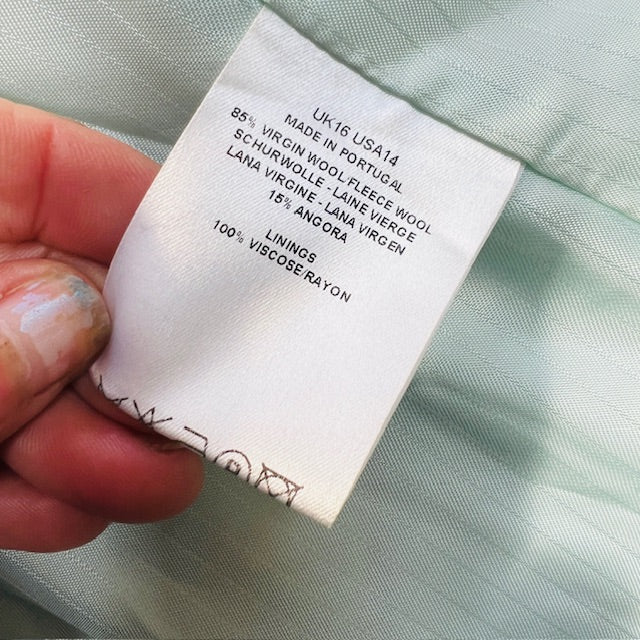 UK16 USA14
MADE IN PORTUGAL
85% VIRGIN WOOL/FLEECE WOOL
SCHURWOLLE - LAINE VIERGE
LANA VIRGINE - LANA VIRGEN
15% ANGORA
LININGS
100% VISCOSE/RAYON